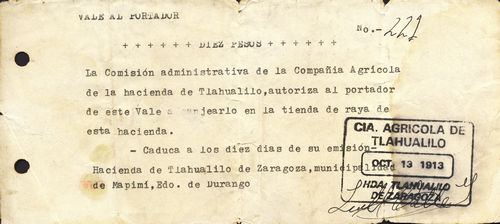 VALE AL PORTADOR
No.- 221
+ + + + + + DIEZ PESOS + + + + + +
La Comisión administrativa de la Compañia Agrícola
de la hacienda de Tlahualilo,autoriza al portador
de este Vale a canjearlo en la tienda de raya de
esta hacienda.
- Caduca a los diez días de su emisión-
Hacienda de Tlahualilo de Zaragoza,municipalidad
de Mapimi,Edo. de Durango
CIA. AGRICOLA DE
TLAHUALILO
OCT. 13 1913
HDA. TLAHUALILO
DE ZARAGOZA